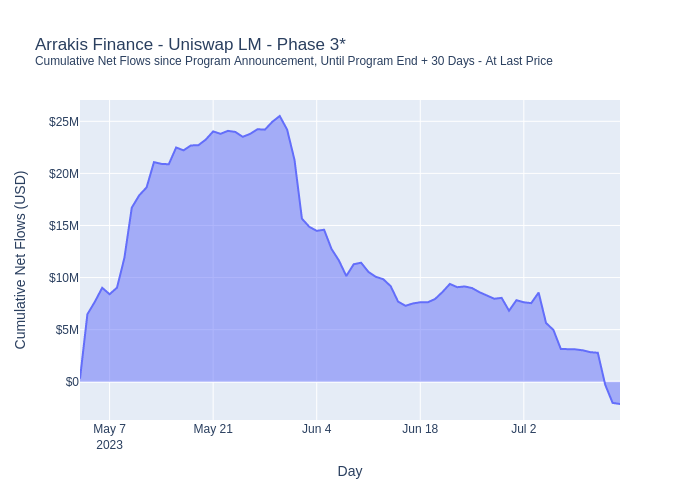 Arrakis Finance - Uniswap LM - Phase 3*
Cumulative Net Flows since Program Announcement, Until Program End + 30 Days - At Last Price
Cumulative Net Flows (USD)
$25M
$20M
$15M
$10M
$5M
$0
May 7
2023
May 21
Jun 4
Jun 18
Jul 2
Day